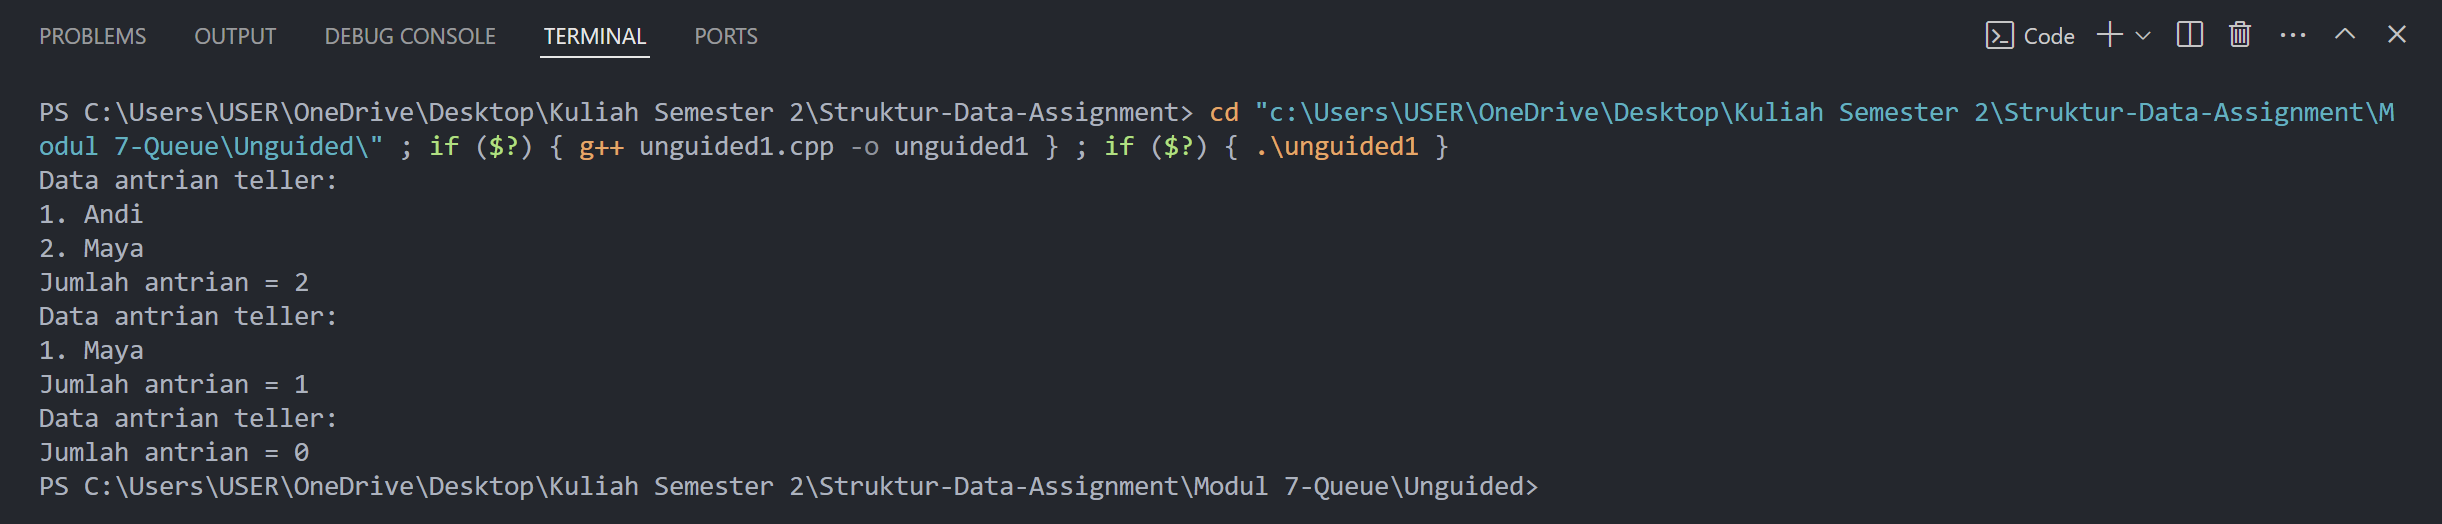 PROBLEMS OUTPUT DEBUG CONSOLE TERMINAL PORTS Code
PS C:\Users\USER\OneDrive\Desktop\Kuliah Semester 2\Struktur-Data-Assignment> cd "c:\Users\USER\OneDrive\Desktop\Kuliah Semester 2\Struktur-Data-Assignment\M
odul 7-Queue\Unguided\" ; if ($?) { g++ unguided1.cpp -o unguided1 } ; if ($?) { .\unguided1 }
Data antrian teller:
1. Andi
2. Maya
Jumlah antrian = 2
Data antrian teller:
1. Maya
Jumlah antrian = 1
Data antrian teller:
Jumlah antrian = 0
PS C:\Users\USER\OneDrive\Desktop\Kuliah Semester 2\Struktur-Data-Assignment\Modul 7-Queue\Unguided>